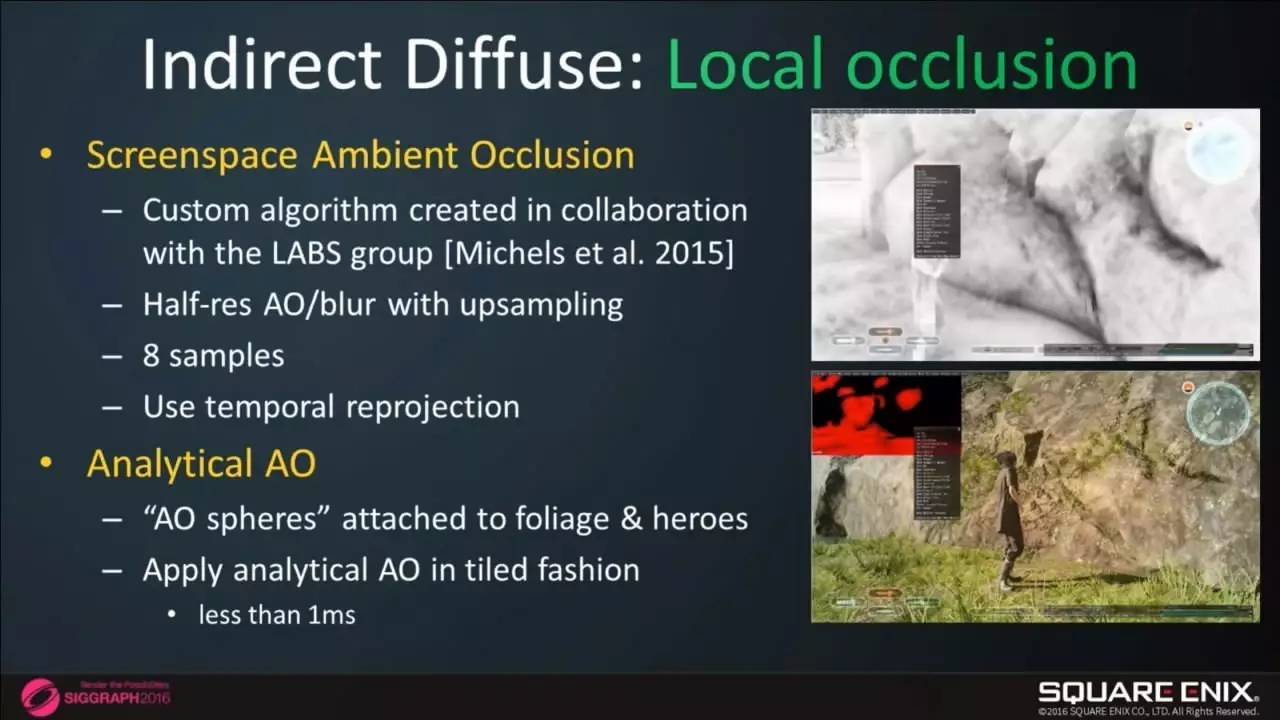 Indirect Diffuse: Local occlusion
• Screenspace Ambient Occlusion
– Custom algorithm created in collaboration
with the LABS group [Michels et al. 2015]
– Half-res AO/blur with upsampling
– 8 samples
– Use temporal reprojection
• Analytical AO
– “AO spheres” attached to foliage & heroes
– Apply analytical AO in tiled fashion
• less than 1ms
Render the Possibilities
SIGGRAPH2016
SQUARE ENIX®
©2016 SQUARE ENIX CO., LTD. All Rights Reserved.